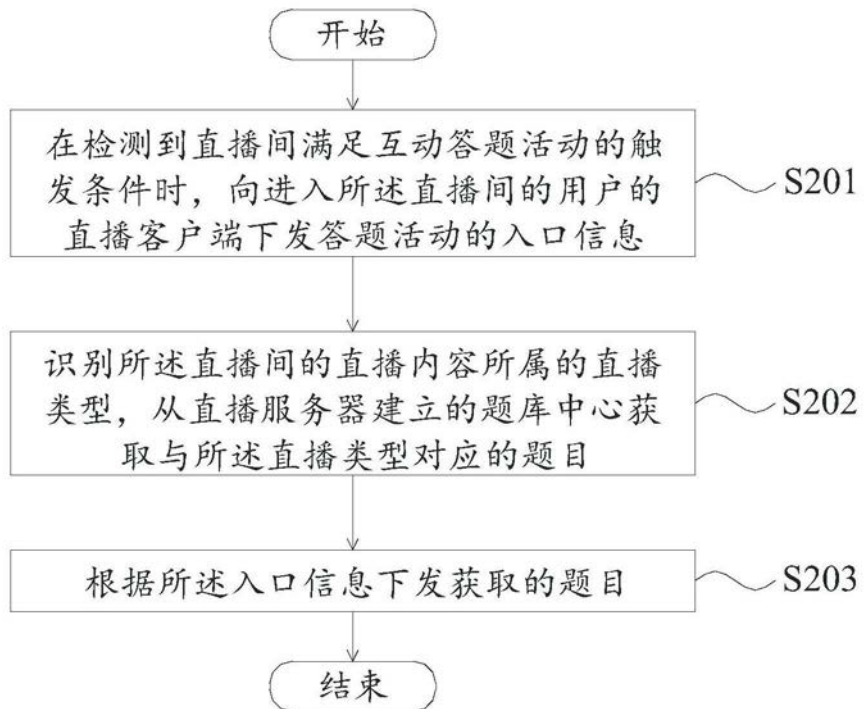 开始
在检测到直播间满足互动答题活动的触
发条件时，向进入所述直播间的用户的
直播客户端下发答题活动的入口信息
S201
识别所述直播间的直播内容所属的直播
类型，从直播服务器建立的题库中心获
取与所述直播类型对应的题目
S202
根据所述入口信息下发获取的题目
S203
结束